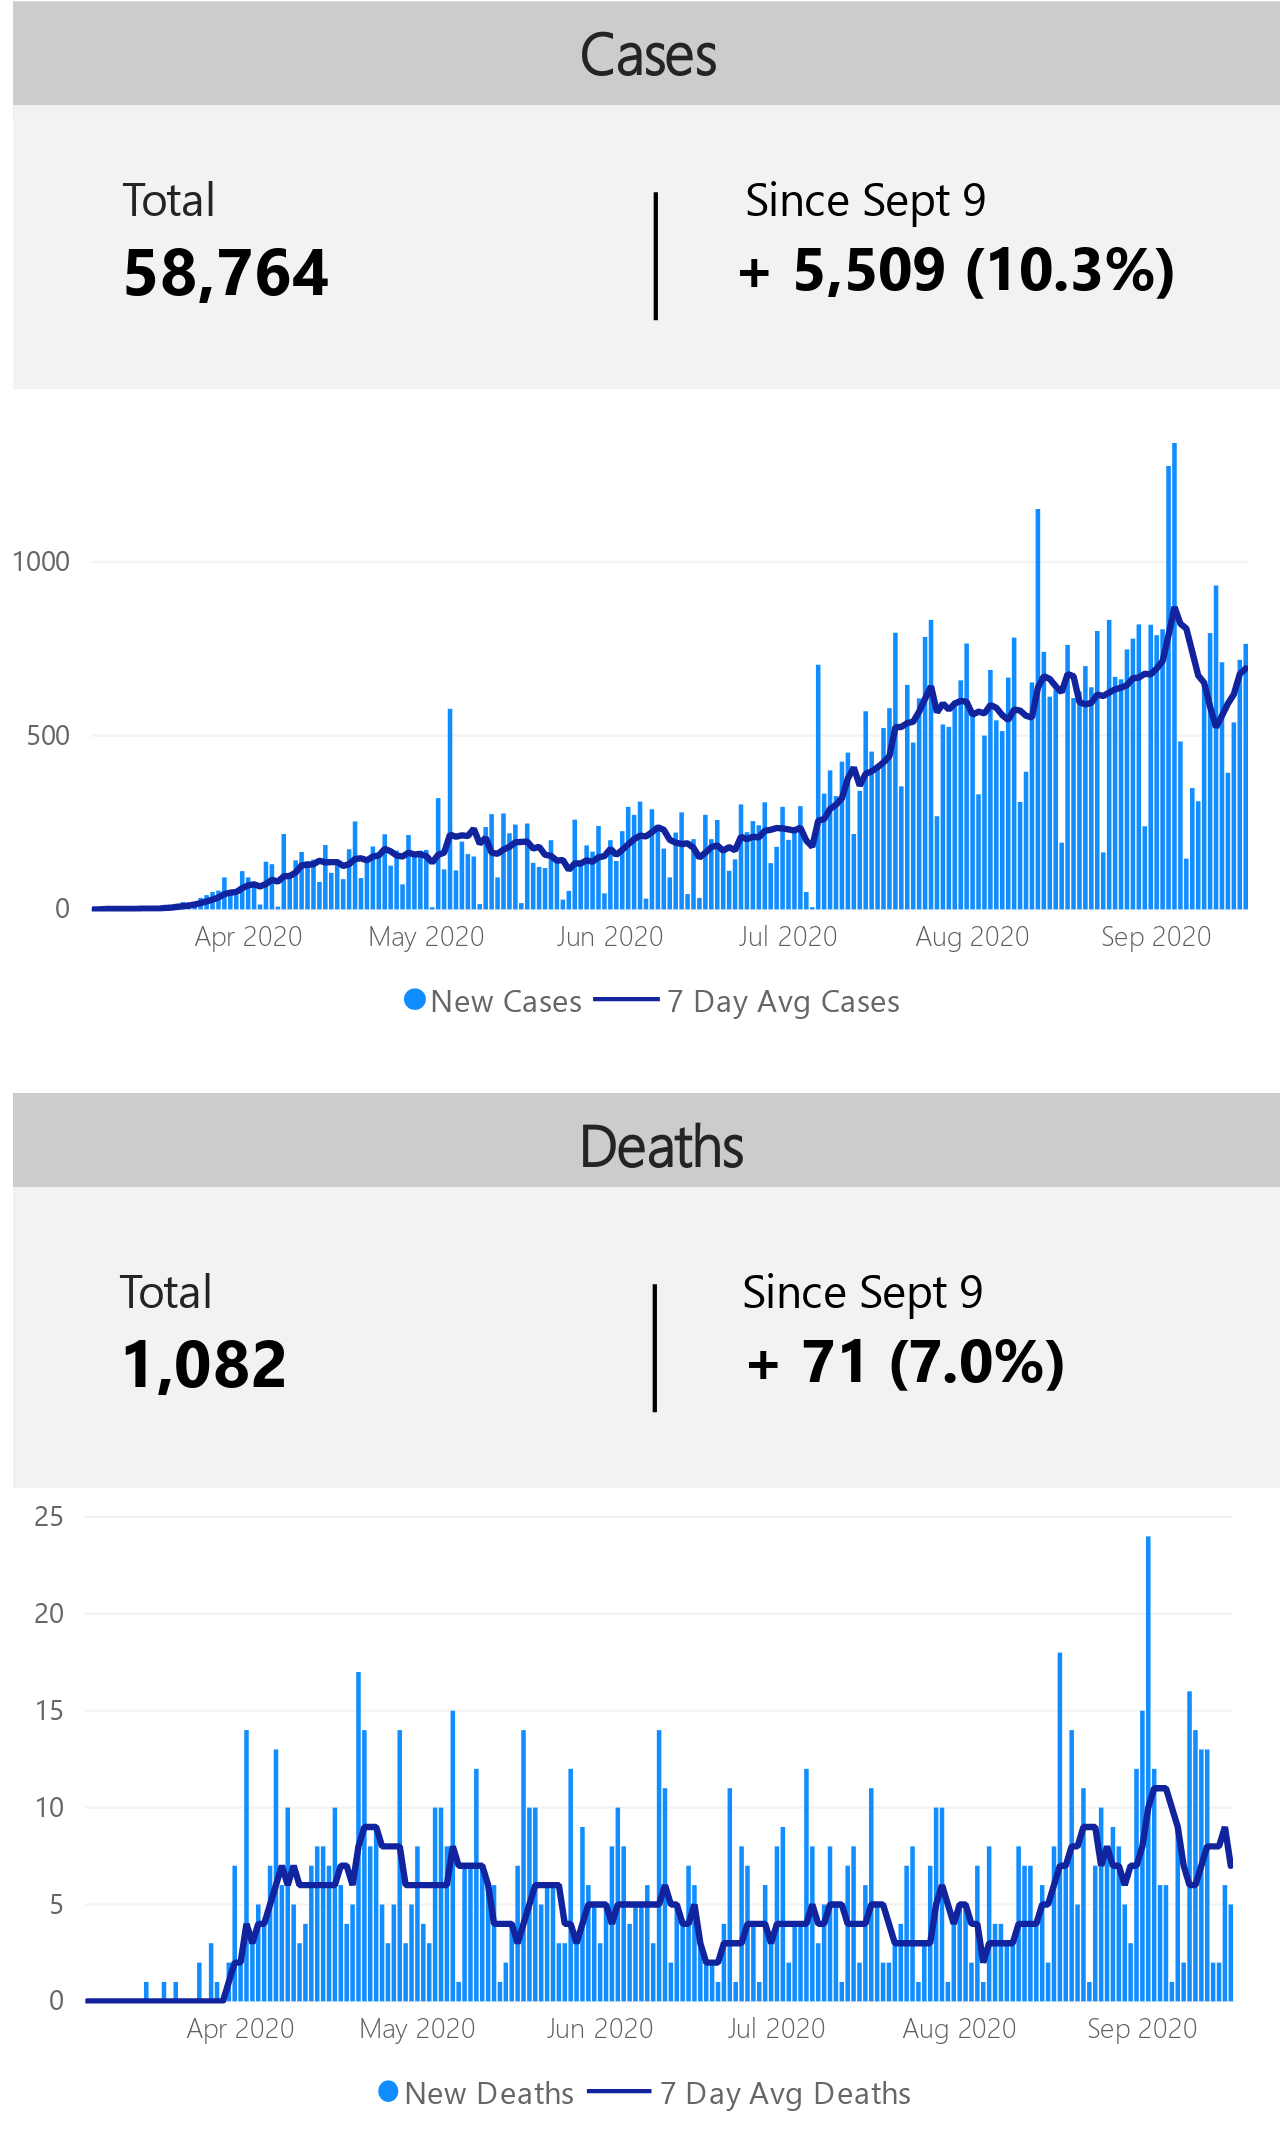 Cases
Total
Since Sept 9
58,764
+ 5,509 (10.3%)
1000
500
0
Apr 2020 May 2020 Jun 2020 Jul 2020 Aug 2020 Sep 2020
New Cases 7 Day Avg Cases
Deaths
Total
Since Sept 9
1,082
+ 71 (7.0%)
25
20
15
10
5
0
Apr 2020 May 2020 Jun 2020 Jul 2020 Aug 2020 Sep 2020
New Deaths 7 Day Avg Deaths